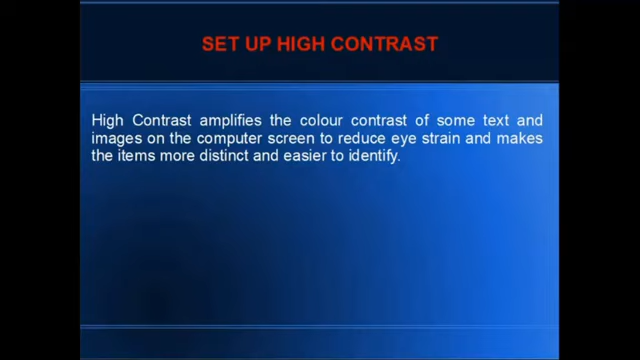 SET UP HIGH CONTRAST
High Contrast amplifies the colour contrast of some text and
images on the computer screen to reduce eye strain and makes
the items more distinct and easier to identify.